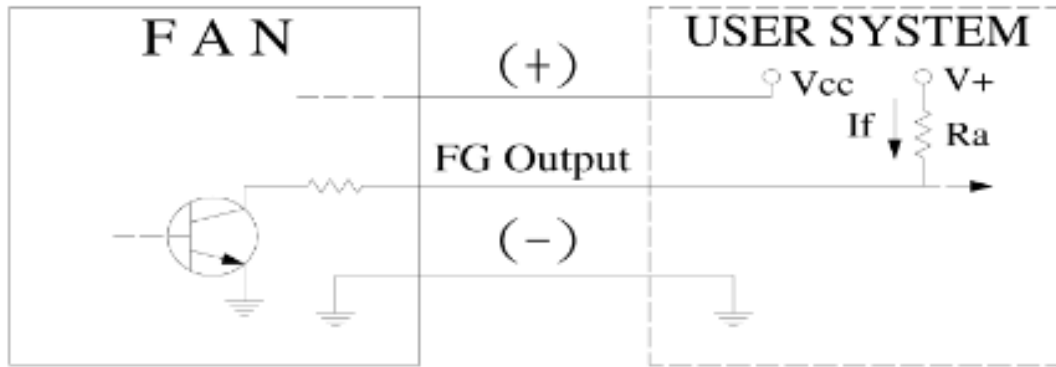 F A N
USER SYSTEM
(+)
Vcc
V+
If
Ra
FG Output
(-)